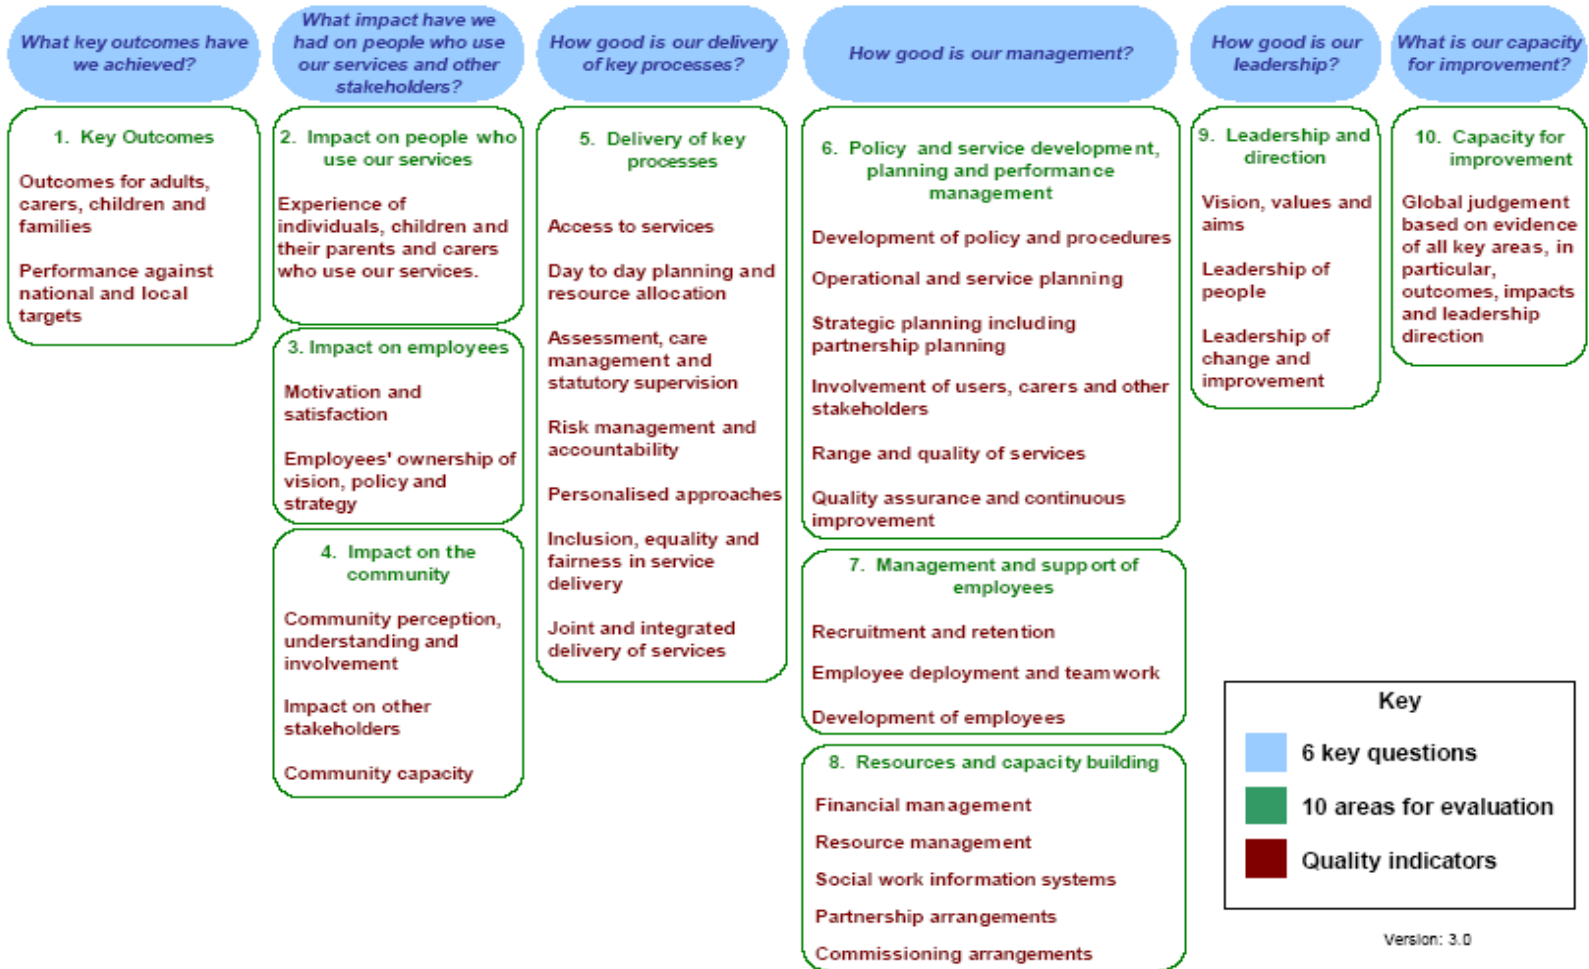 What key outcomes have
we achieved?
What impact have we
had on people who use
our services and other
stakeholders?
How good is our delivery
of key processes?
How good is our management?
How good is our
leadership?
What is our capacity
for improvement?
1. Key Outcomes
Outcomes for adults,
carers, children and
families
Performance against
national and local
targets
2. Impact on people who
use our services
Experience of
individuals, children and
their parents and carers
who use our services.
3. Impact on employees
Motivation and
satisfaction
Employees' ownership of
vision, policy and
strategy
4. Impact on the
community
Community perception,
understanding and
involvement
Impact on other
stakeholders
Community capacity
5. Delivery of key
processes
Access to services
Day to day planning and
resource allocation
Assessment, care
management and
statutory supervision
Risk management and
accountability
Personalised approaches
Inclusion, equality and
fairness in service
delivery
Joint and integrated
delivery of services
6. Policy and service development,
planning and performance
management
Development of policy and procedures
Operational and service planning
Strategic planning including
partnership planning
Involvement of users, carers and other
stakeholders
Range and quality of services
Quality assurance and continuous
improvement
7. Management and support of
employees
Recruitment and retention
Employee deployment and team work
Development of employees
8. Resources and capacity building
Financial management
Resource management
Social work information systems
Partnership arrangements
Commissioning arrangements
9. Leadership and
direction
Vision, values and
aims
Leadership of
people
Leadership of
change and
improvement
10. Capacity for
improvement
Global judgement
based on evidence
of all key areas, in
particular,
outcomes, impacts
and leadership
direction
Key
6 key questions
10 areas for evaluation
Quality indicators
Version: 3.0